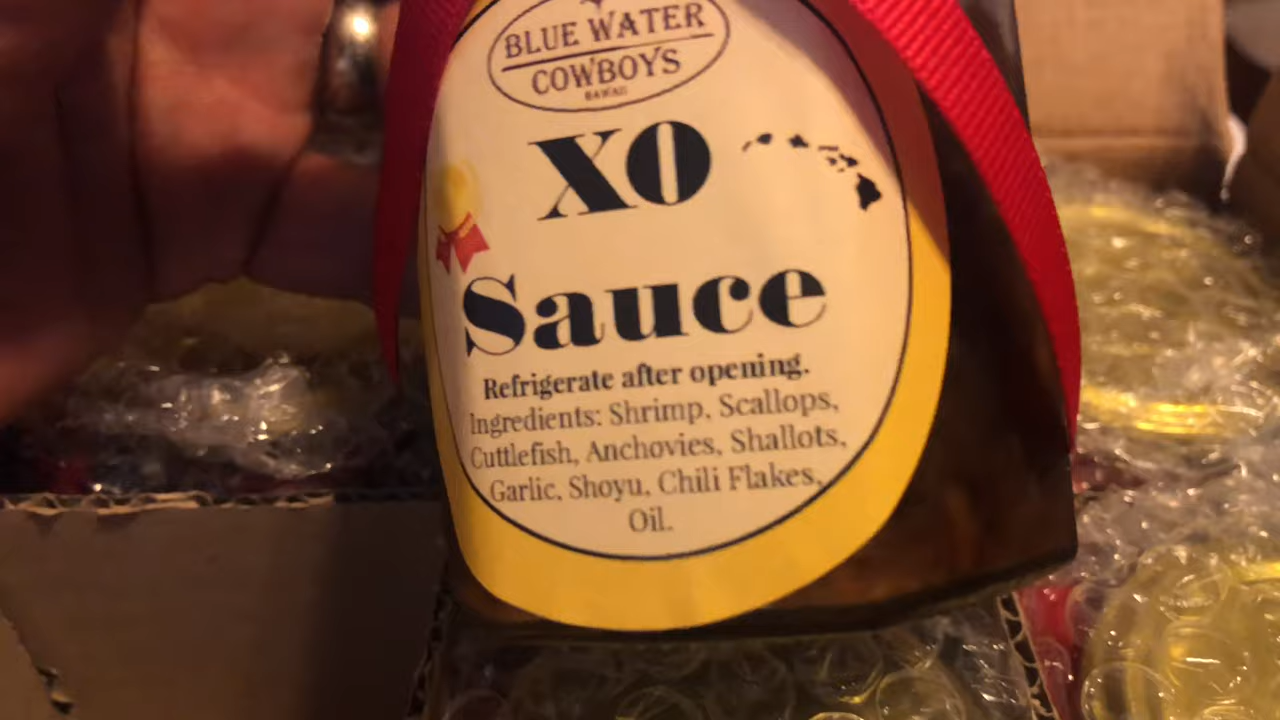 BLUE WATER
COWBOYS
HAWAII
XO
Sauce
Refrigerate after opening.
Ingredients: Shrimp, Scallops,
Cuttlefish, Anchovies, Shallots,
Garlic, Shoyu, Chili Flakes,
Oil.